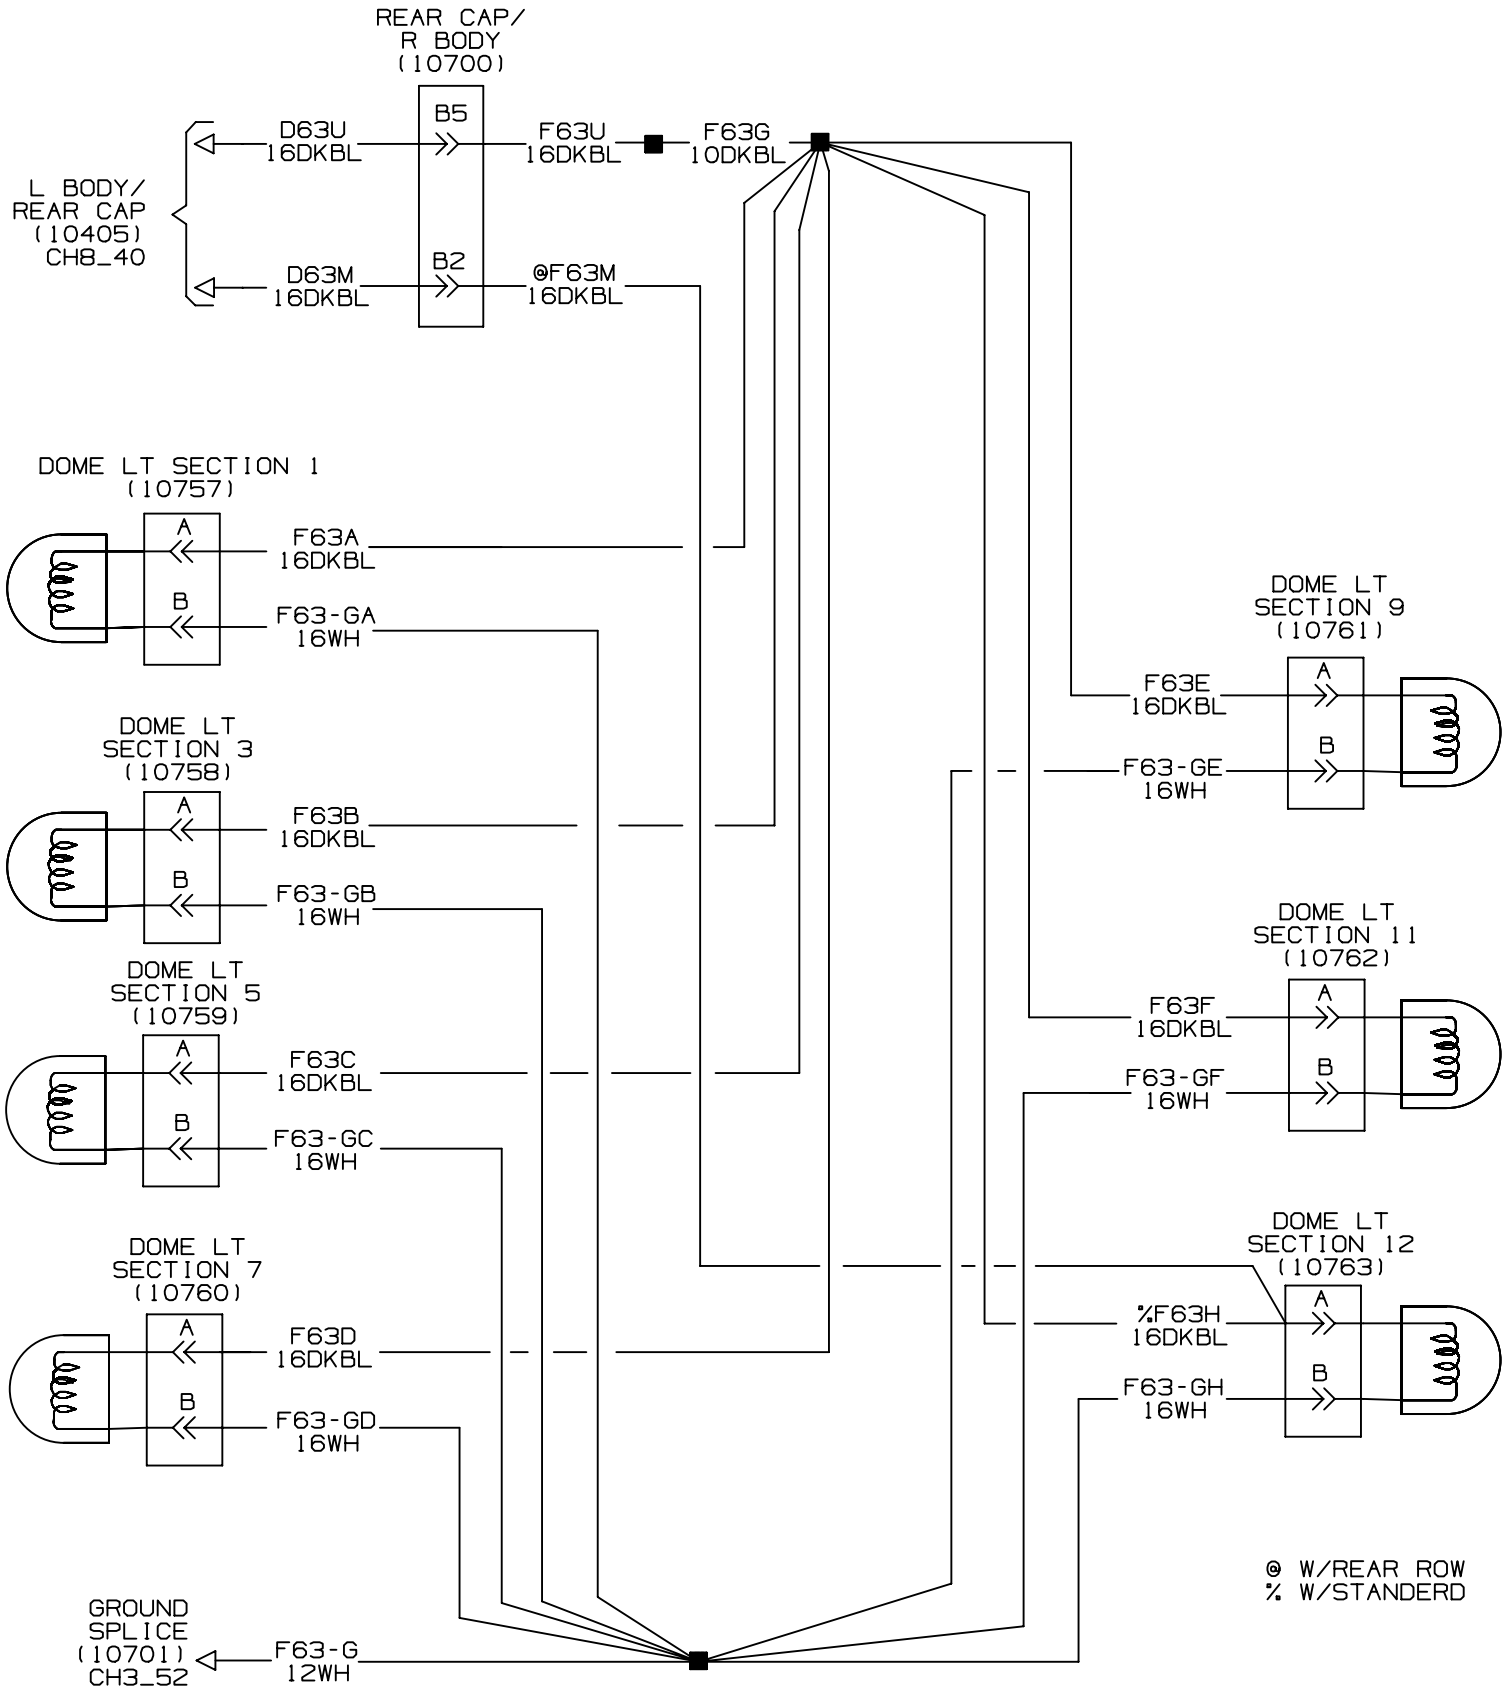 REAR CAP/
R BODY
(10700)
B5
D63U
16DKBL
F63U
16DKBL
F63G
10DKBL
L BODY/
REAR CAP
(10405)
CH8_40
B2
D63M
16DKBL
@F63M
16DKBL
DOME LT SECTION 1
(10757)
A
F63A
16DKBL
B
F63-GA
16WH
DOME LT
SECTION 3
(10758)
A
F63B
16DKBL
B
F63-GB
16WH
DOME LT
SECTION 5
(10759)
A
F63C
16DKBL
B
F63-GC
16WH
DOME LT
SECTION 7
(10760)
A
F63D
16DKBL
B
F63-GD
16WH
GROUND
SPLICE
(10701)
CH3_52
F63-G
12WH
DOME LT
SECTION 9
(10761)
A
F63E
16DKBL
B
F63-GE
16WH
DOME LT
SECTION 11
(10762)
A
F63F
16DKBL
B
F63-GF
16WH
DOME LT
SECTION 12
(10763)
A
%F63H
16DKBL
B
F63-GH
16WH
@ W/REAR ROW
% W/STANDERD